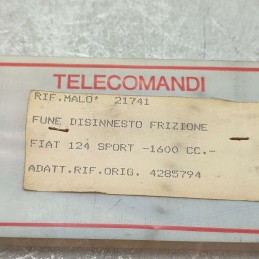 TELECOMANDI
RIF.MALO' 21741
FUNE DISINNESTO FRIZIONE
FIAT 124 SPORT -1600 CC.-
ADATT.RIF.ORIG. 4285794